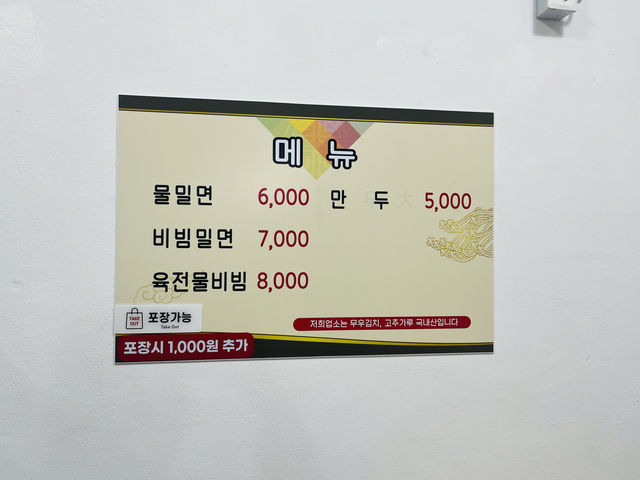 메 뉴
물밀면 6,000 만 두 5,000
비빔밀면 7,000
육전물비빔 8,000
TAKE OUT 포장가능
Take Out
포장시 1,000원 추가
저희업소는 무우김치, 고추가루 국내산입니다